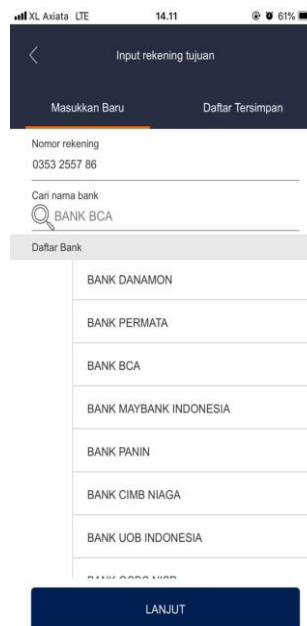 XL Axiata LTE 14.11 61%
Input rekening tujuan
Masukkan Baru Daftar Tersimpan
Nomor rekening
0353 2557 86
Cari nama bank
BANK BCA
Daftar Bank
BANK DANAMON
BANK PERMATA
BANK BCA
BANK MAYBANK INDONESIA
BANK PANIN
BANK CIMB NIAGA
BANK UOB INDONESIA
LANJUT